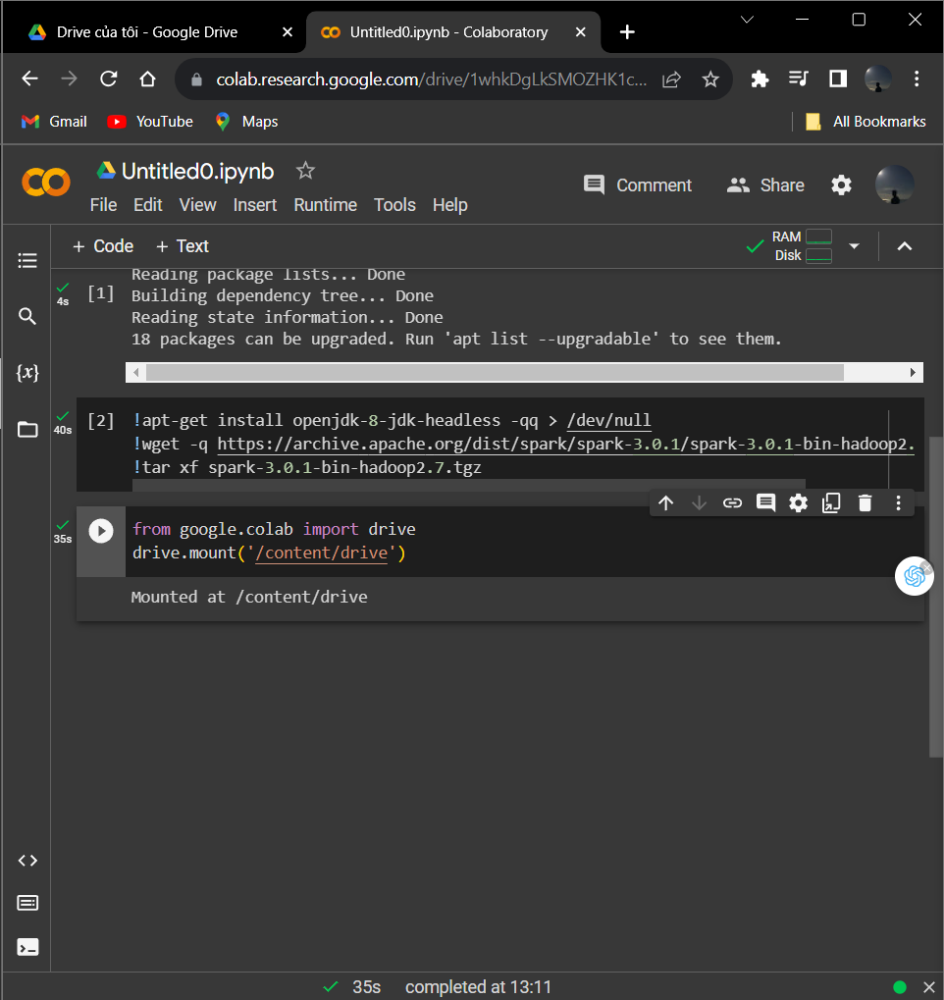 Drive của tôi - Google Drive
Untitled0.ipynb - Colaboratory
colab.research.google.com/drive/1whkDgLkSMOZHK1c...
Gmail
YouTube
Maps
All Bookmarks
Untitled0.ipynb
File Edit View Insert Runtime Tools Help
Comment
Share
+ Code + Text
RAM
Disk
4s
[1]
Reading package lists... Done
Building dependency tree... Done
Reading state information... Done
18 packages can be upgraded. Run 'apt list --upgradable' to see them.
{x}
40s
[2]
!apt-get install openjdk-8-jdk-headless -qq > /dev/null
!wget -q https://archive.apache.org/dist/spark/spark-3.0.1/spark-3.0.1-bin-hadoop2.
!tar xf spark-3.0.1-bin-hadoop2.7.tgz
35s
from google.colab import drive
drive.mount('/content/drive')
Mounted at /content/drive
35s completed at 13:11